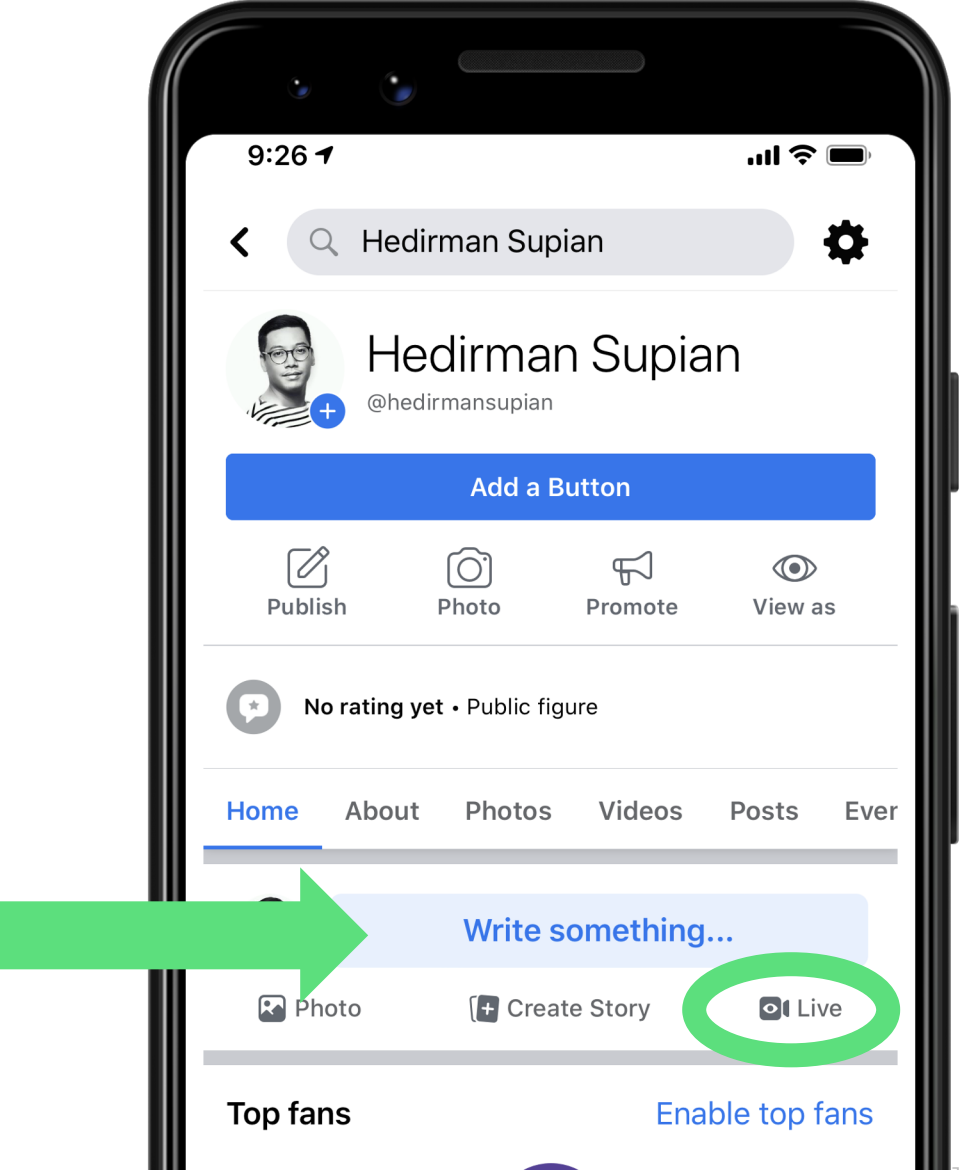 9:26
Hedirman Supian
Hedirman Supian
@hedirmansupian
Add a Button
Publish Photo Promote View as
No rating yet • Public figure
Home About Photos Videos Posts Ever
Write something...
Photo Create Story Live
Top fans Enable top fans